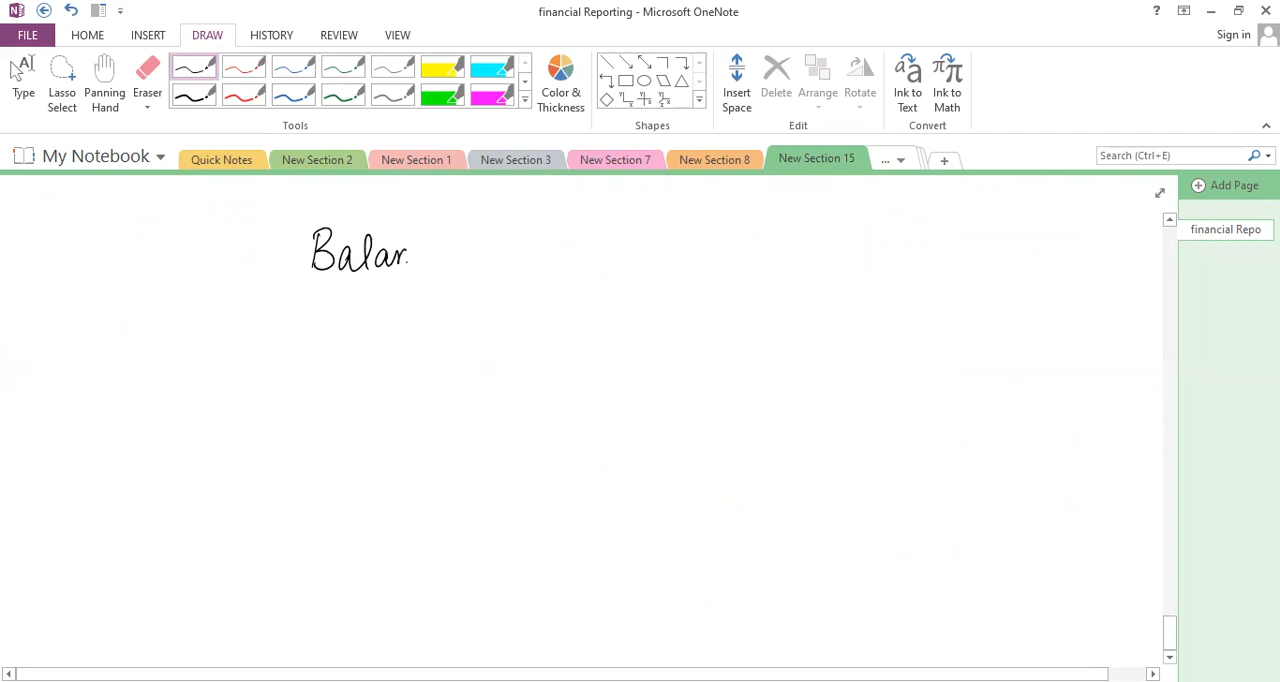 financial Reporting - Microsoft OneNote
?
FILE HOME INSERT DRAW HISTORY REVIEW VIEW
Sign in
Type
Lasso Select
Panning Hand
Eraser
Color & Thickness
Insert Space
Delete
Arrange
Rotate
Ink to Text
Ink to Math
Tools Shapes Edit Convert
My Notebook Quick Notes New Section 2 New Section 1 New Section 3 New Section 7 New Section 8 New Section 15 ... +
Search (Ctrl+E)
Add Page
financial Repo
Balan